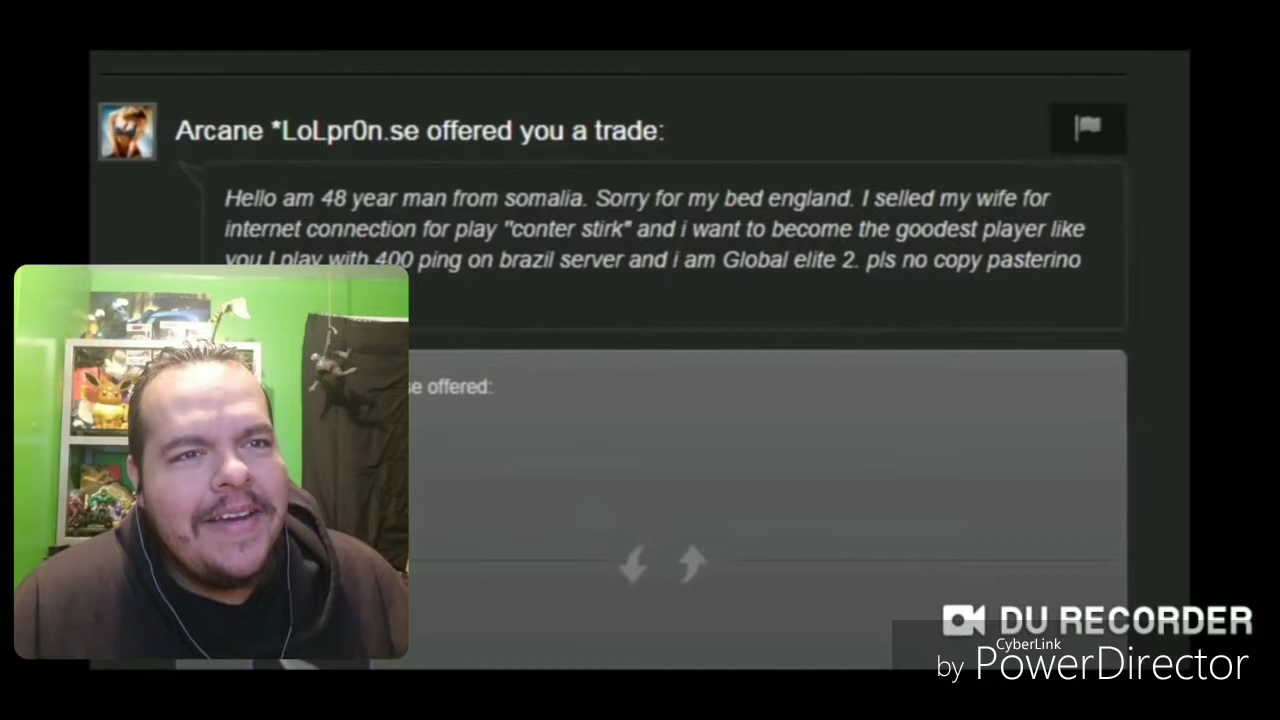 Arcane *LoLpr0n.se offered you a trade:
Hello am 48 year man from somalia. Sorry for my bed england. I selled my wife for
internet connection for play "conter stirk" and i want to become the goodest player like
you I play with 400 ping on brazil server and i am Global elite 2. pls no copy pasterino
se offered:
DU RECORDER
CyberLink
by PowerDirector